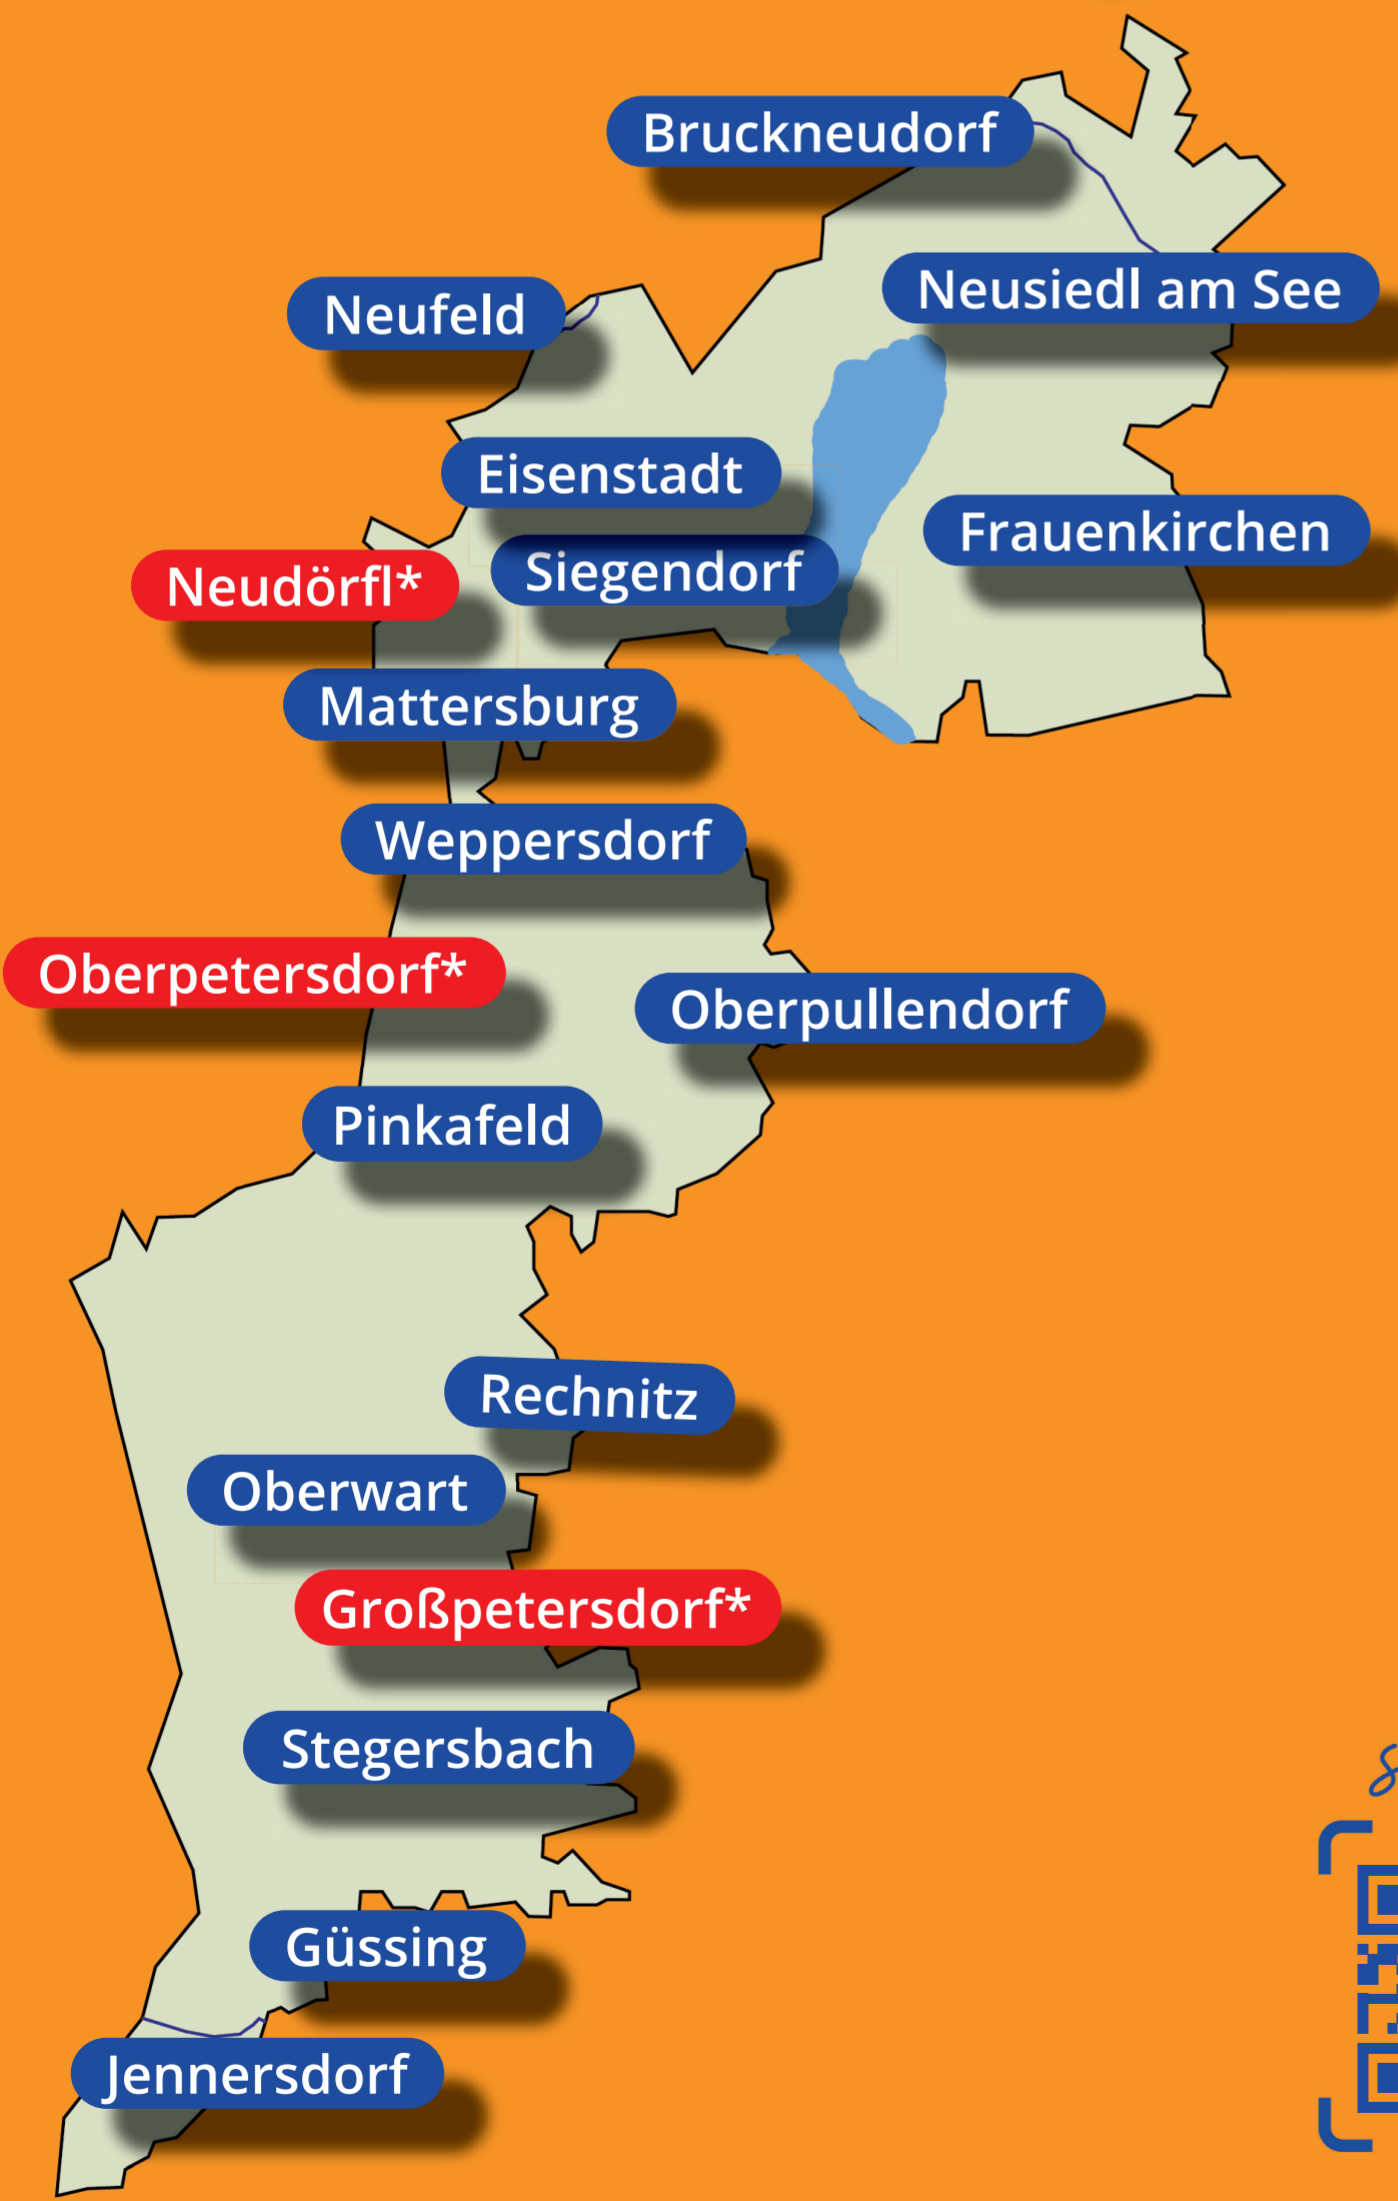 Bruckneudorf
Neusiedl am See
Neufeld
Eisenstadt
Frauenkirchen
Siegendorf
Neudörfl*
Mattersburg
Weppersdorf
Oberpetersdorf*
Oberpullendorf
Pinkafeld
Rechnitz
Oberwart
Großpetersdorf*
Stegersbach
Güssing
Jennersdorf